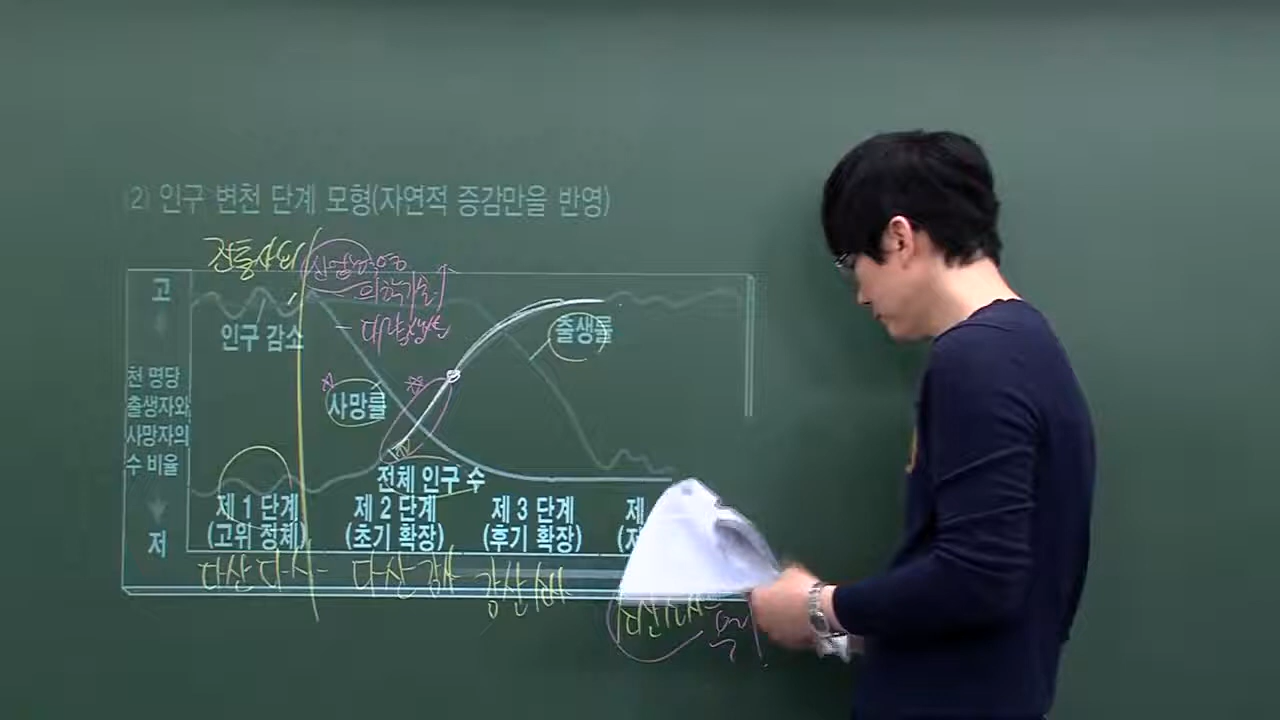 2) 인구 변천 단계 모형(자연적 증감만을 반영)
전통사회
산업혁명
- 의학기술
- 대량생산
고
인구 감소
출생률
천 명당
출생자와
사망자의
수 비율
사망률
전체 인구 수
제 1 단계 제 2 단계 제 3 단계 제
(고위 정체) (초기 확장) (후기 확장)
저
다산다사 다산감사 감산소사